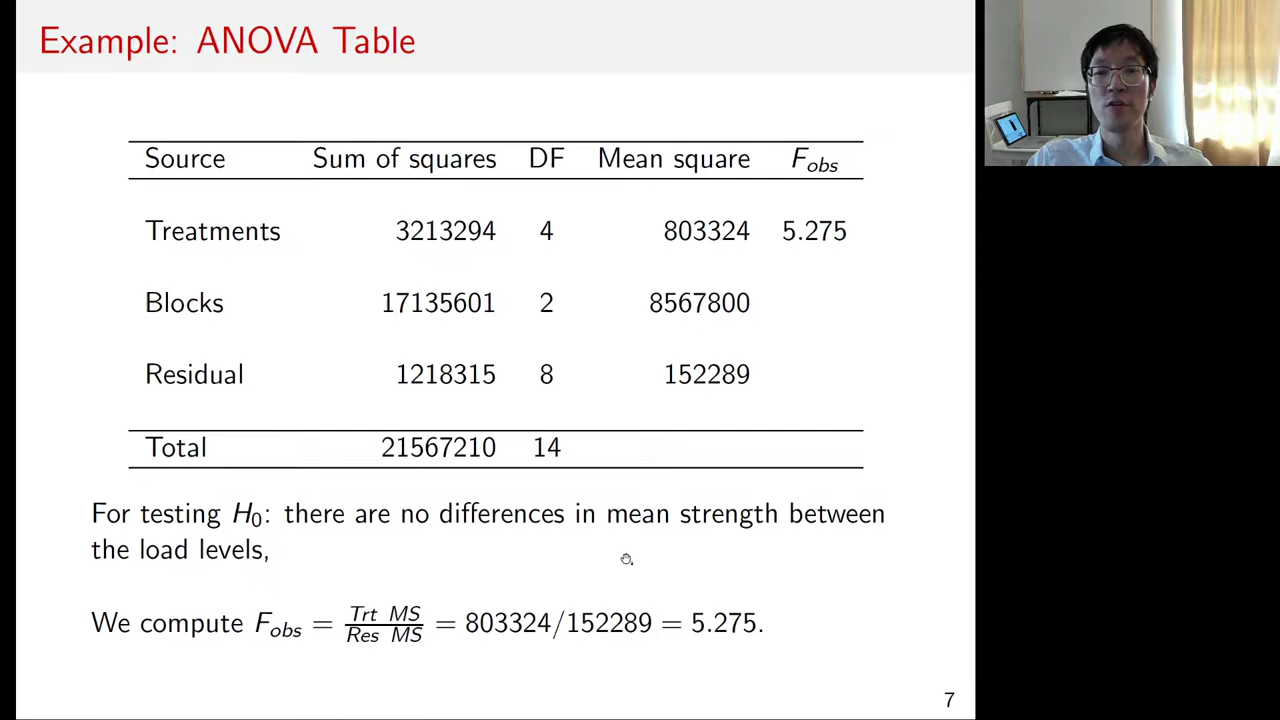 Example: ANOVA Table
Source Sum of squares DF Mean square F_obs
Treatments 3213294 4 803324 5.275
Blocks 17135601 2 8567800
Residual 1218315 8 152289
Total 21567210 14
For testing H_0: there are no differences in mean strength between
the load levels,
We compute F_obs = Trt MS / Res MS = 803324/152289 = 5.275.
7